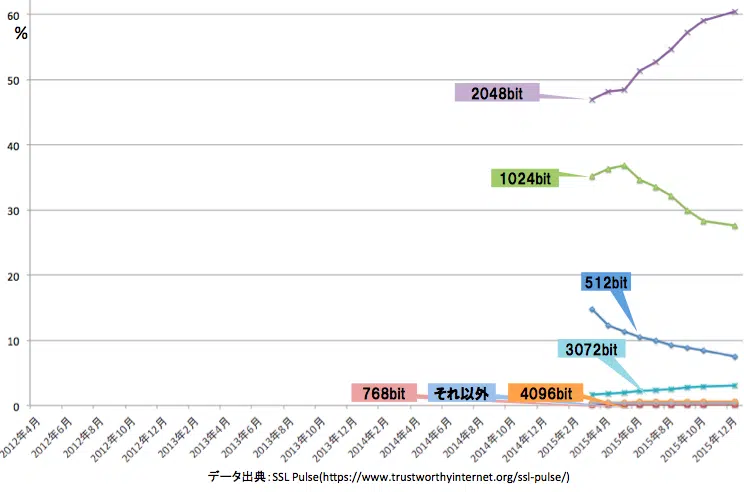 60
%
50
2048bit
40
1024bit
30
20
512bit
10
3072bit
768bit
それ以外
4096bit
0
2012年4月
2012年6月
2012年8月
2012年10月
2012年12月
2013年2月
2013年4月
2013年6月
2013年8月
2013年10月
2013年12月
2014年2月
2014年4月
2014年6月
2014年8月
2014年10月
2014年12月
2015年2月
2015年4月
2015年6月
2015年8月
2015年10月
2015年12月
データ出典：SSL Pulse(https://www.trustworthyinternet.org/ssl-pulse/)